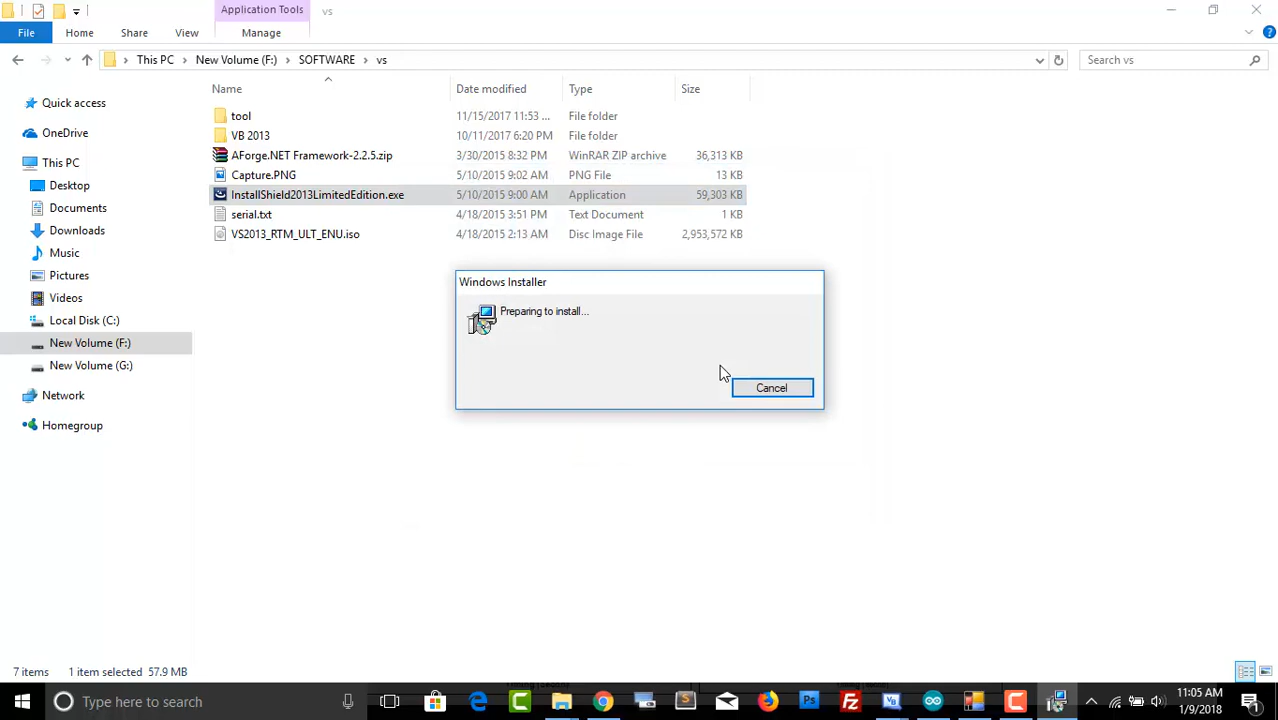 Application Tools
vs
File
Home
Share
View
Manage
This PC
New Volume (F:)
SOFTWARE
vs
Search vs
Name
Date modified
Type
Size
Quick access
OneDrive
This PC
Desktop
Documents
Downloads
Music
Pictures
Videos
Local Disk (C:)
New Volume (F:)
New Volume (G:)
Network
Homegroup
tool 11/15/2017 11:53 ... File folder
VB 2013 10/11/2017 6:20 PM File folder
AForge.NET Framework-2.2.5.zip 3/30/2015 8:32 PM WinRAR ZIP archive 36,313 KB
Capture.PNG 5/10/2015 9:02 AM PNG File 13 KB
InstallShield2013LimitedEdition.exe 5/10/2015 9:00 AM Application 59,303 KB
serial.txt 4/18/2015 3:51 PM Text Document 1 KB
VS2013_RTM_ULT_ENU.iso 4/18/2015 2:13 AM Disc Image File 2,953,572 KB
Windows Installer
Preparing to install...
Cancel
7 items 1 item selected 57.9 MB
Type here to search
11:05 AM
1/9/2018